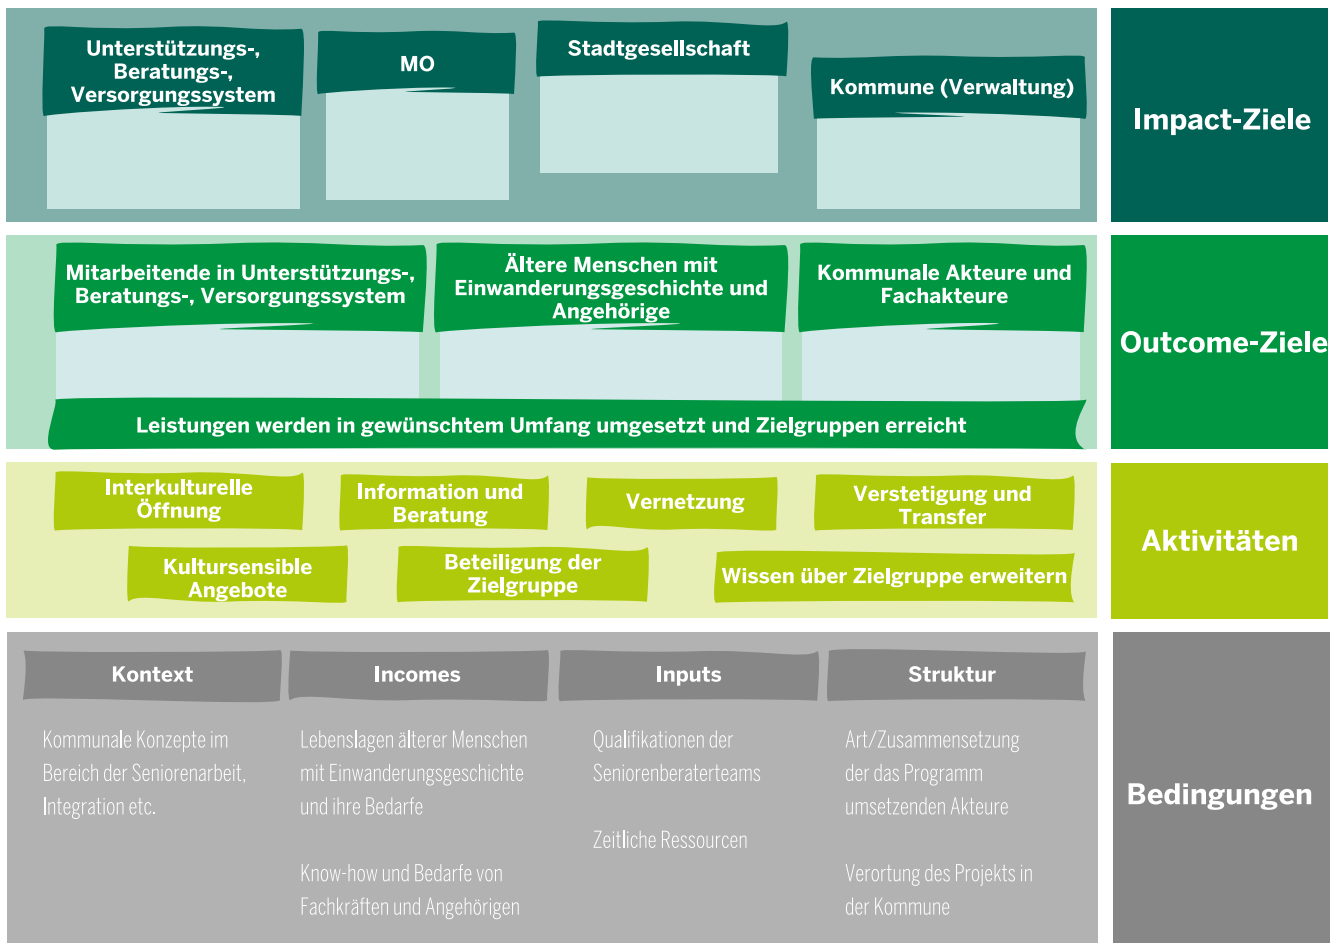 Unterstützungs-,
Beratungs-,
Versorgungssystem
MO
Stadtgesellschaft
Kommune (Verwaltung)
Impact-Ziele
Mitarbeitende in Unterstützungs-,
Beratungs-, Versorgungssystem
Ältere Menschen mit
Einwanderungsgeschichte und
Angehörige
Kommunale Akteure und
Fachakteure
Outcome-Ziele
Leistungen werden in gewünschtem Umfang umgesetzt und Zielgruppen erreicht
Interkulturelle
Öffnung
Information und
Beratung
Vernetzung
Verstetigung und
Transfer
Kultursensible
Angebote
Beteiligung der
Zielgruppe
Wissen über Zielgruppe erweitern
Aktivitäten
Kontext
Kommunale Konzepte im
Bereich der Seniorenarbeit,
Integration etc.
Incomes
Lebenslagen älterer Menschen
mit Einwanderungsgeschichte
und ihre Bedarfe
Know-how und Bedarfe von
Fachkräften und Angehörigen
Inputs
Qualifikationen der
Seniorenberaterteams
Zeitliche Ressourcen
Struktur
Art/Zusammensetzung
der das Programm
umsetzenden Akteure
Verortung des Projekts in
der Kommune
Bedingungen